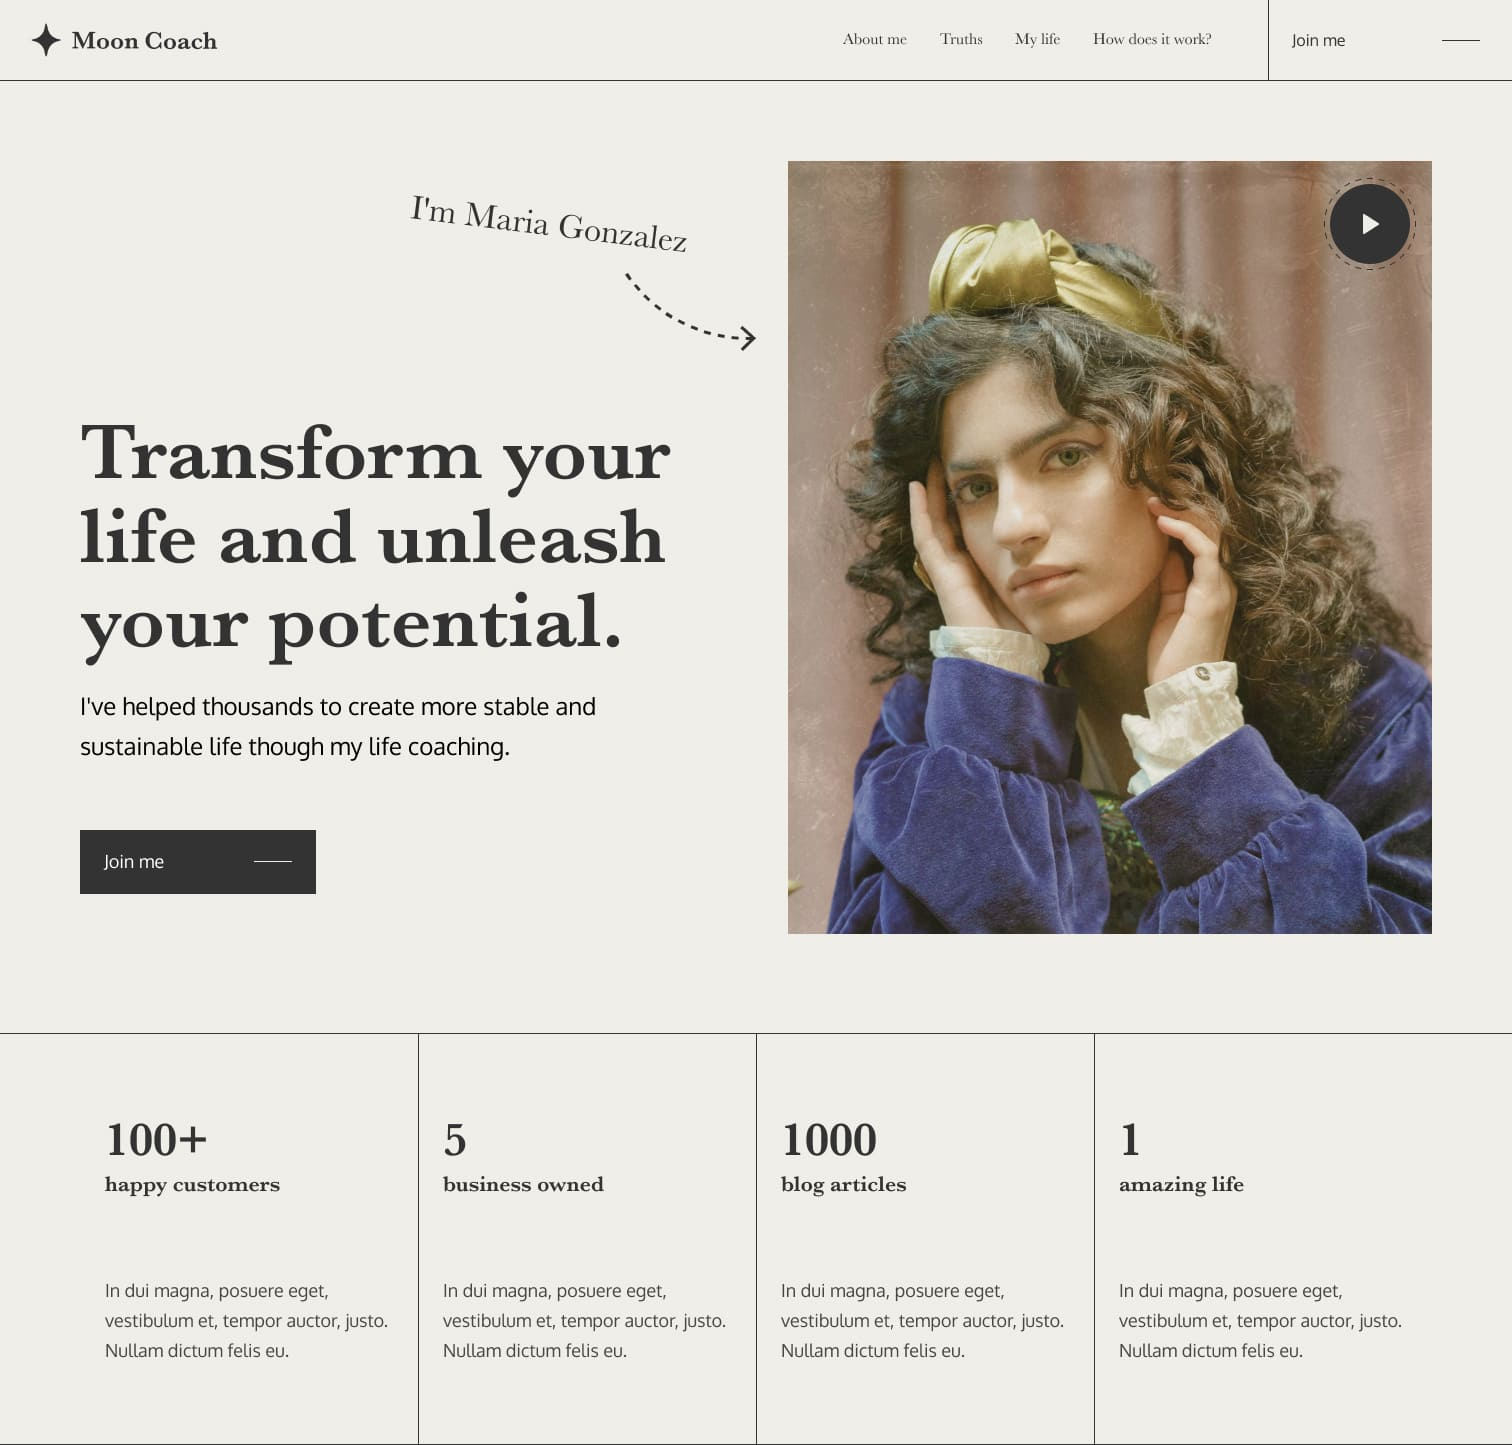 Moon Coach
About me
Truths
My life
How does it work?
Join me
I'm Maria Gonzalez
Transform your
life and unleash
your potential.
I've helped thousands to create more stable and
sustainable life though my life coaching.
Join me
100+
happy customers
In dui magna, posuere eget,
vestibulum et, tempor auctor, justo.
Nullam dictum felis eu.
5
business owned
In dui magna, posuere eget,
vestibulum et, tempor auctor, justo.
Nullam dictum felis eu.
1000
blog articles
In dui magna, posuere eget,
vestibulum et, tempor auctor, justo.
Nullam dictum felis eu.
1
amazing life
In dui magna, posuere eget,
vestibulum et, tempor auctor, justo.
Nullam dictum felis eu.